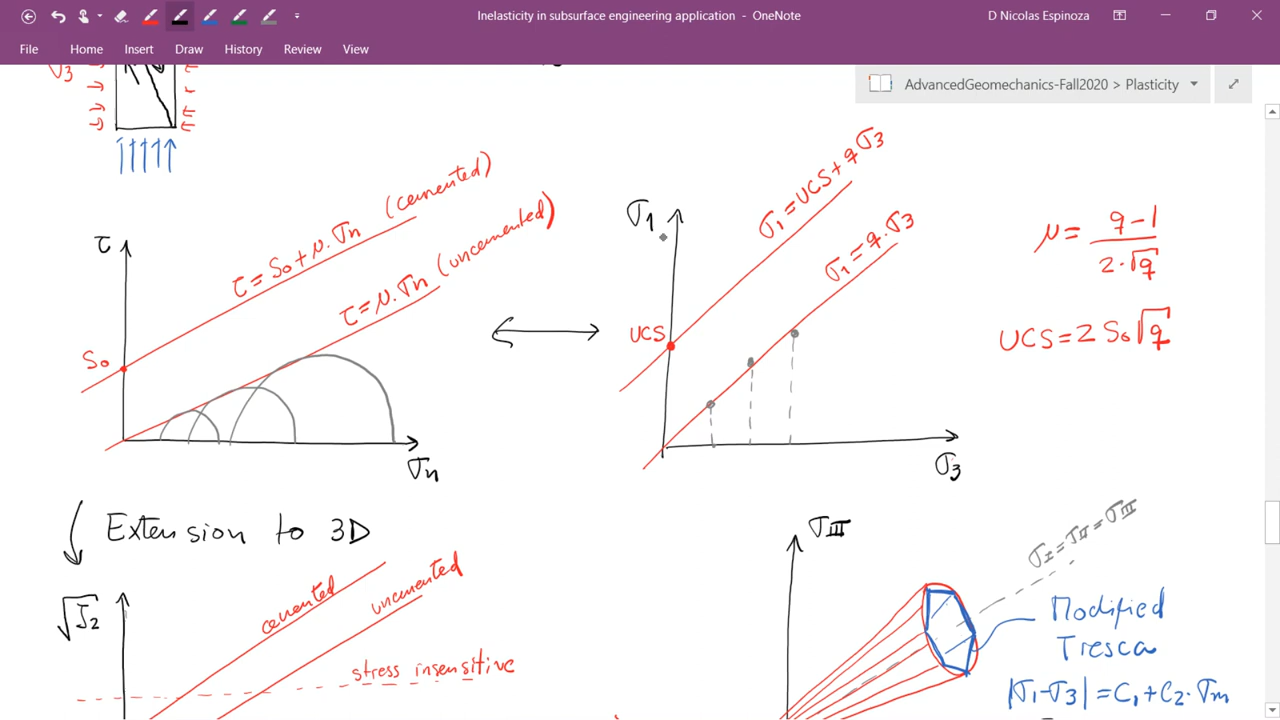 Inelasticity in subsurface engineering application - OneNote
D Nicolas Espinoza
File Home Insert Draw History Review View
AdvancedGeomechanics-Fall2020 > Plasticity
σ3
τ
τ = S₀ + μ·σn (cemented)
τ = μ·σn (uncemented)
S₀
σn
σ1
σ1 = UCS + q σ3
σ1 = q·σ3
UCS
σ3
μ = q-1 / 2·√q
UCS = 2 S₀ √q
Extension to 3D
√J₂
cemented
uncemented
stress insensitive
σIII
σI = σII = σIII
Modified
Tresca
|σ1-σ3| = C₁ + C₂·σm